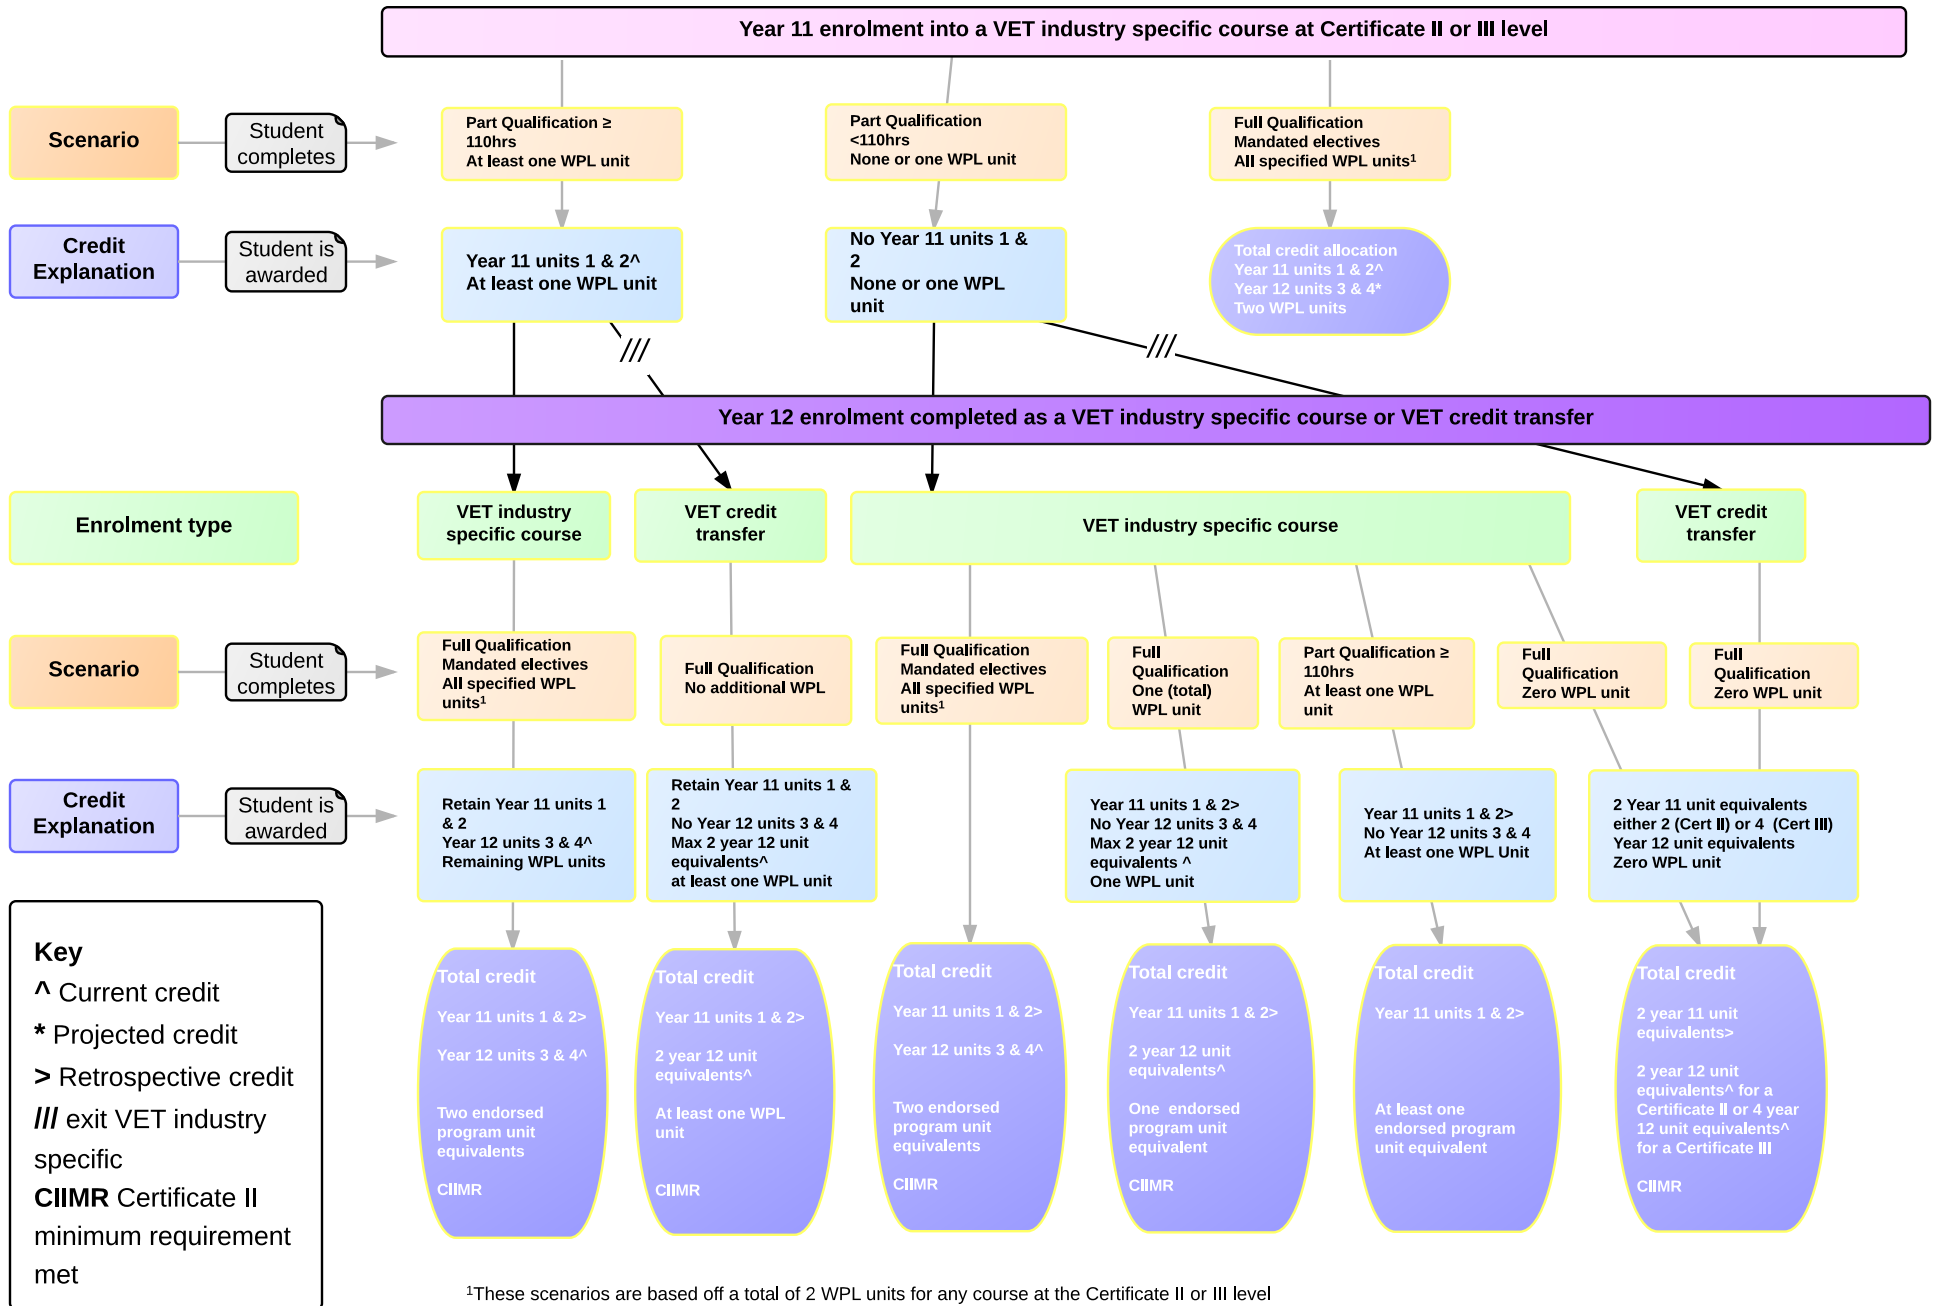 Year 11 enrolment into a VET industry specific course at Certificate II or III level
Scenario
Student
completes
Part Qualification ≥
110hrs
At least one WPL unit
Part Qualification
<110hrs
None or one WPL unit
Full Qualification
Mandated electives
All specified WPL units¹
Credit
Explanation
Student is
awarded
Year 11 units 1 & 2^
At least one WPL unit
No Year 11 units 1 &
2
None or one WPL
unit
Total credit allocation
Year 11 units 1 & 2^
Year 12 units 3 & 4*
Two WPL units
///
///
Year 12 enrolment completed as a VET industry specific course or VET credit transfer
Enrolment type
VET industry
specific course
VET credit
transfer
VET industry specific course
VET credit
transfer
Scenario
Student
completes
Full Qualification
Mandated electives
All specified WPL
units¹
Full Qualification
No additional WPL
Full Qualification
Mandated electives
All specified WPL
units¹
Full
Qualification
One (total)
WPL unit
Part Qualification ≥
110hrs
At least one WPL
unit
Full
Qualification
Zero WPL unit
Full
Qualification
Zero WPL unit
Credit
Explanation
Student is
awarded
Retain Year 11 units 1
& 2
Year 12 units 3 & 4^
Remaining WPL units
Retain Year 11 units 1 &
2
No Year 12 units 3 & 4
Max 2 year 12 unit
equivalents^
at least one WPL unit
Year 11 units 1 & 2>
No Year 12 units 3 & 4
Max 2 year 12 unit
equivalents ^
One WPL unit
Year 11 units 1 & 2>
No Year 12 units 3 & 4
At least one WPL Unit
2 Year 11 unit equivalents
either 2 (Cert II) or 4  (Cert III)
Year 12 unit equivalents
Zero WPL unit
Key
^ Current credit
* Projected credit
> Retrospective credit
/// exit VET industry
specific
CIIMR Certificate II
minimum requirement
met
Total credit
Year 11 units 1 & 2>
Year 12 units 3 & 4^
Two endorsed
program unit
equivalents
CIIMR
Total credit
Year 11 units 1 & 2>
2 year 12 unit
equivalents^
At least one WPL
unit
CIIMR
Total credit
Year 11 units 1 & 2>
Year 12 units 3 & 4^
Two endorsed
program unit
equivalents
CIIMR
Total credit
Year 11 units 1 & 2>
2 year 12 unit
equivalents^
One  endorsed
program unit
equivalent
CIIMR
Total credit
Year 11 units 1 & 2>
At least one
endorsed program
unit equivalent
Total credit
2 year 11 unit
equivalents>
2 year 12 unit
equivalents^ for a
Certificate II or 4 year
12 unit equivalents^
for a Certificate III
CIIMR
¹These scenarios are based off a total of 2 WPL units for any course at the Certificate II or III level